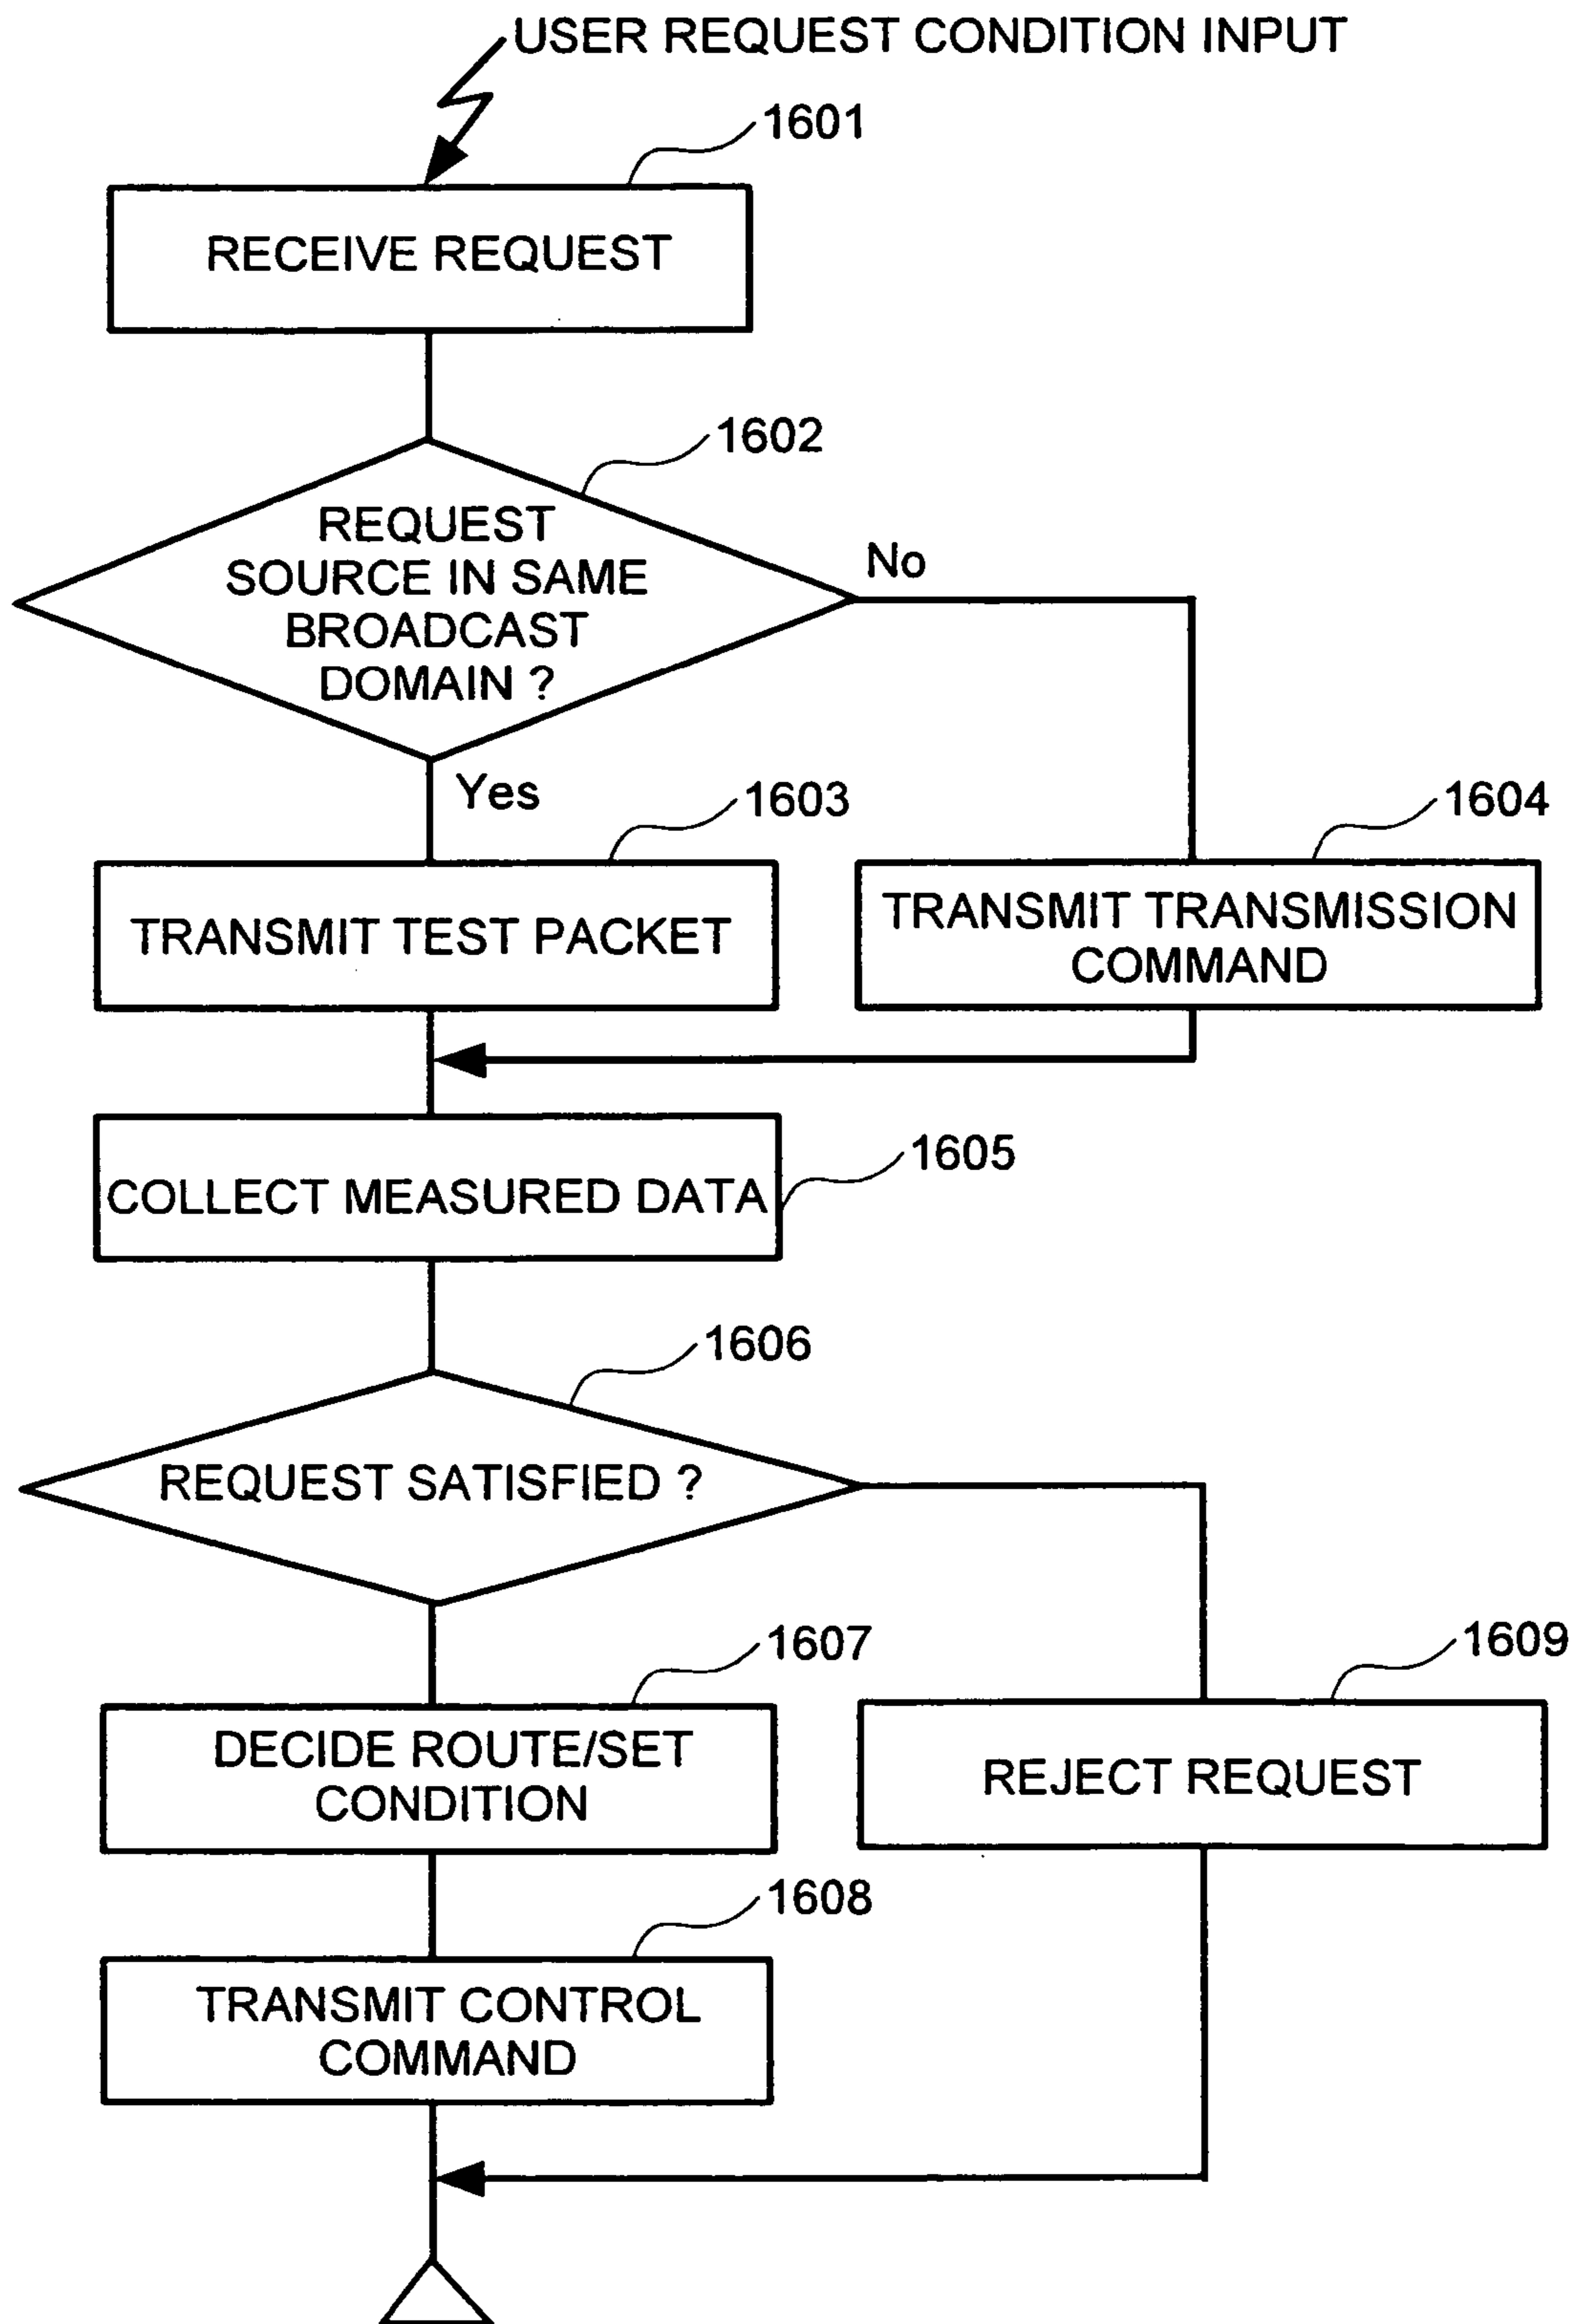 USER REQUEST CONDITION INPUT
1601
RECEIVE REQUEST
1602
REQUEST
SOURCE IN SAME
BROADCAST
DOMAIN ?
No
Yes
1603
1604
TRANSMIT TEST PACKET
TRANSMIT TRANSMISSION
COMMAND
1605
COLLECT MEASURED DATA
1606
REQUEST SATISFIED ?
1607
1609
DECIDE ROUTE/SET
CONDITION
REJECT REQUEST
1608
TRANSMIT CONTROL
COMMAND